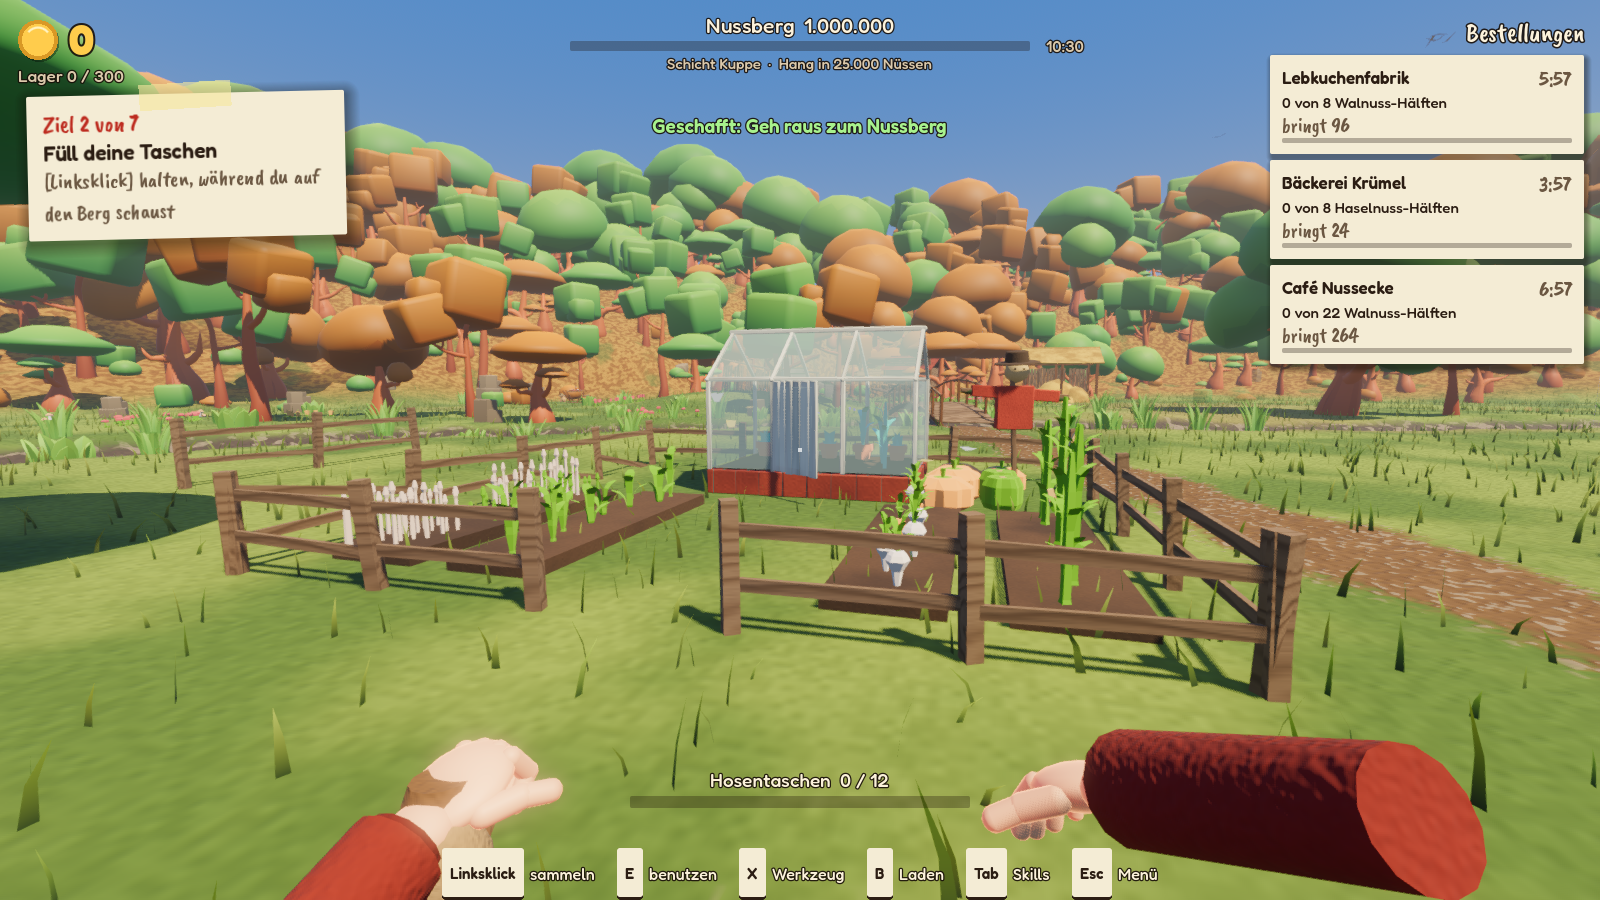 0
Lager 0 / 300
Ziel 2 von 7
Füll deine Taschen
[Linksklick] halten, während du auf
den Berg schaust
Nussberg 1.000.000
10:30
Schicht Kuppe · Hang in 25.000 Nüssen
Geschafft: Geh raus zum Nussberg
Bestellungen
Lebkuchenfabrik 5:57
0 von 8 Walnuss-Hälften
bringt 96
Bäckerei Krümel 3:57
0 von 8 Haselnuss-Hälften
bringt 24
Café Nussecke 6:57
0 von 22 Walnuss-Hälften
bringt 264
Hosentaschen 0 / 12
Linksklick sammeln E benutzen X Werkzeug B Laden Tab Skills Esc Menü